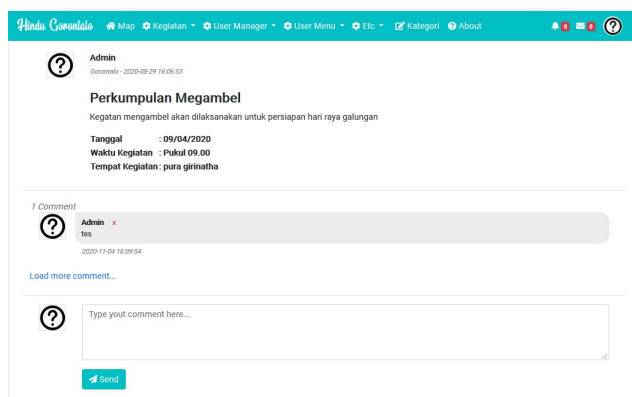 Hindu Gorontalo Map Kegiatan User Manager User Menu Etc Kategori About 0 0
Admin
Gorontalo - 2020-08-29 16:06:53
Perkumpulan Megambel
Kegatan mengambel akan dilaksanakan untuk persiapan hari raya galungan
Tanggal : 09/04/2020
Waktu Kegiatan : Pukul 09.00
Tempat Kegiatan : pura girinatha
1 Comment
Admin x
tes
2020-11-04 16:09:54
Load more comment...
Type yout comment here...
Send